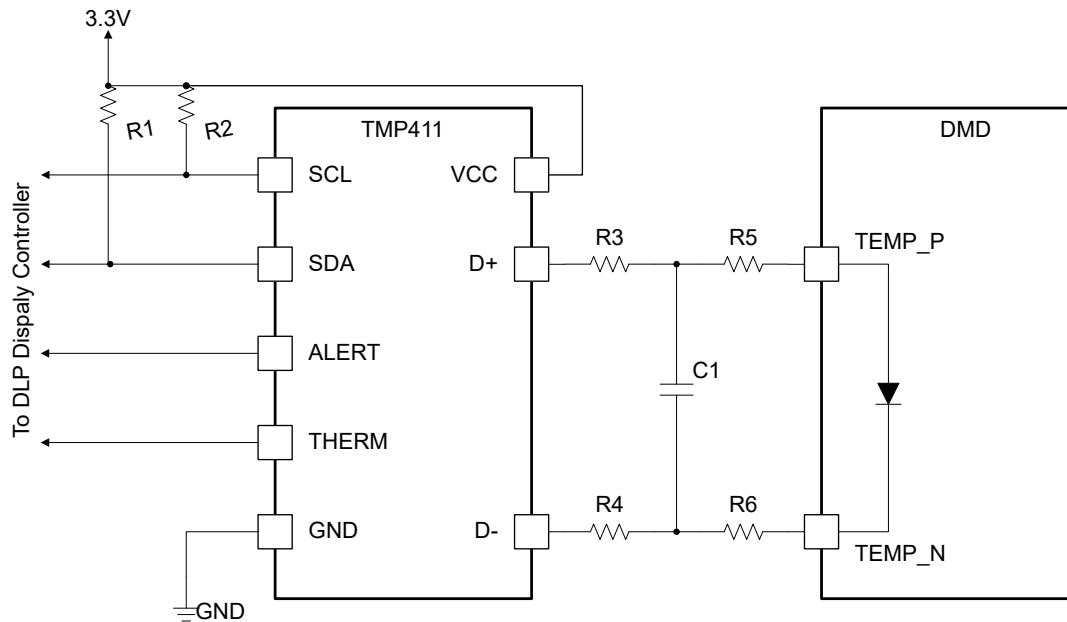 3.3V
R1
R2
TMP411
DMD
SCL
VCC
To DLP Dispaly Controller
SDA
D+
R3
R5
TEMP_P
ALERT
C1
THERM
GND
D-
R4
R6
TEMP_N
GND